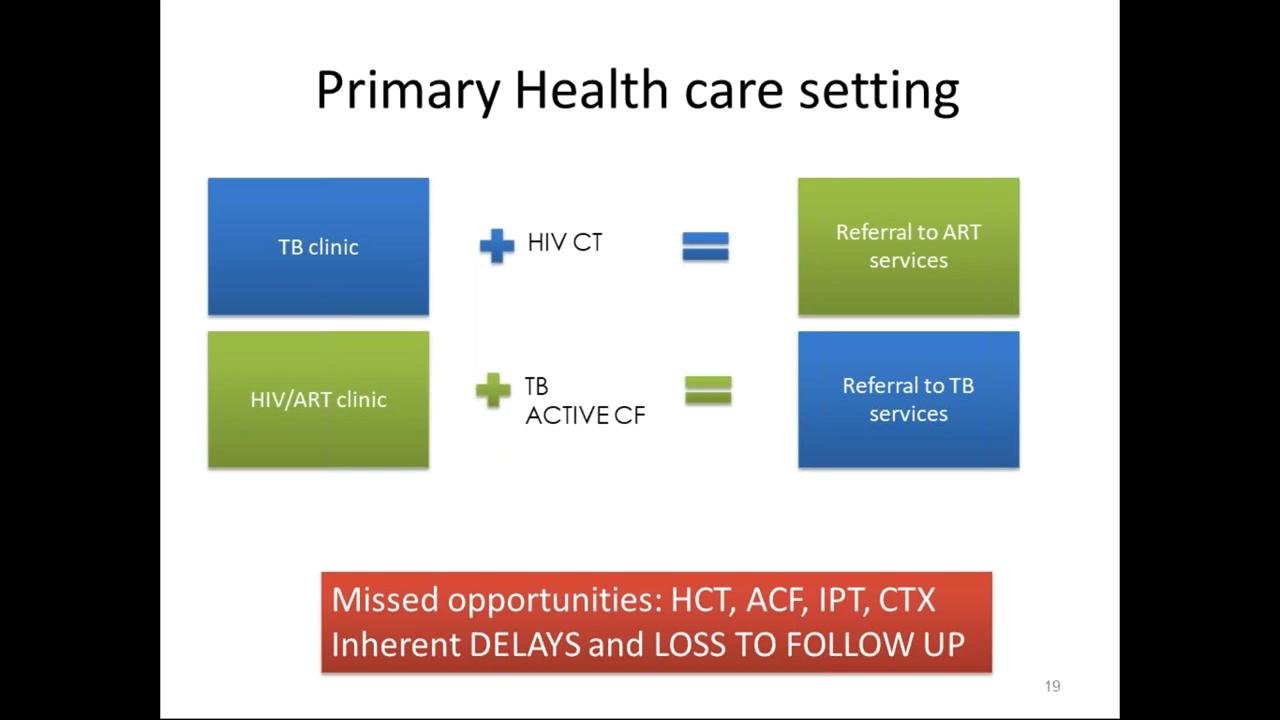 Primary Health care setting
TB clinic
HIV CT
Referral to ART
services
HIV/ART clinic
TB
ACTIVE CF
Referral to TB
services
Missed opportunities: HCT, ACF, IPT, CTX
Inherent DELAYS and LOSS TO FOLLOW UP
19